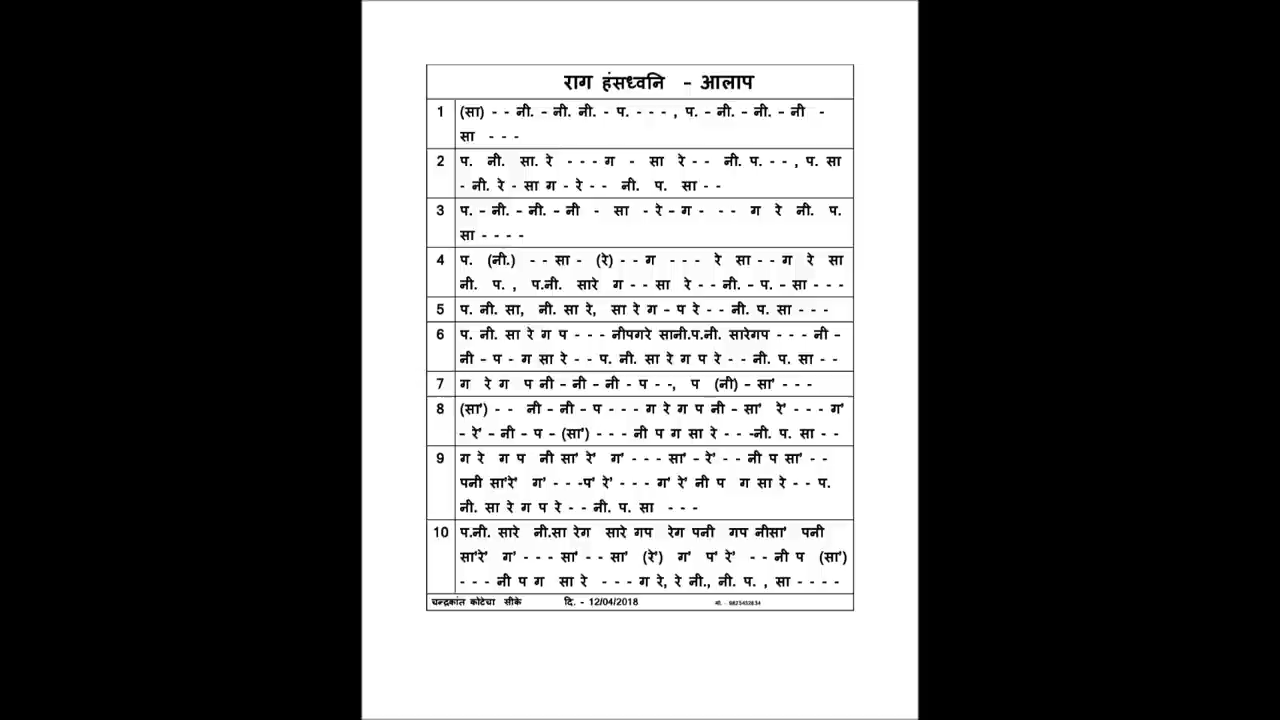 राग हंसध्वनि - आलाप
1 (सा) - - नी. - नी. नी. - प. - - - , प. - नी. - नी. - नी -
सा - - -
2 प. नी. सा. रे - - - ग - सा रे - - नी. प. - - , प. सा
- नी. रे - सा ग - रे - - नी. प. सा - -
3 प. - नी. - नी. - नी - सा - रे - ग - - - ग रे नी. प.
सा - - - -
4 प. (नी.) - - सा - (रे) - - ग - - - रे सा - - ग रे सा
नी. प. , प.नी. सारे ग - - सा रे - - नी. - प. - सा - - -
5 प. नी. सा, नी. सा रे, सा रे ग - प रे - - नी. प. सा - - -
6 प. नी. सा रे ग प - - - नीपगरे सानी.प.नी. सारेगप - - - नी -
नी - प - ग सा रे - - प. नी. सा रे ग प रे - - नी. प. सा - -
7 ग रे ग प नी - नी - नी - प - -, प (नी) - सा' - - -
8 (सा') - - नी - नी - प - - - ग रे ग प नी - सा' रे' - - - ग'
- रे' - नी - प - (सा') - - - नी प ग सा रे - - -नी. प. सा - -
9 ग रे ग प नी सा' रे' ग' - - - सा' - रे' - - नी प सा' - -
पनी सा'रे' ग' - - -प' रे' - - - ग' रे' नी प ग सा रे - - प.
नी. सा रे ग प रे - - नी. प. सा - - -
10 प.नी. सारे नी.सा रेग सारे गप रेग पनी गप नीसा' पनी
सा'रे' ग' - - - सा' - - सा' (रे') ग' प' रे' - - नी प (सा')
- - - नी प ग सा रे - - - ग रे, रे नी., नी. प. , सा - - - -
चन्द्रकांत कोटेचा सीके दि. - 12/04/2018